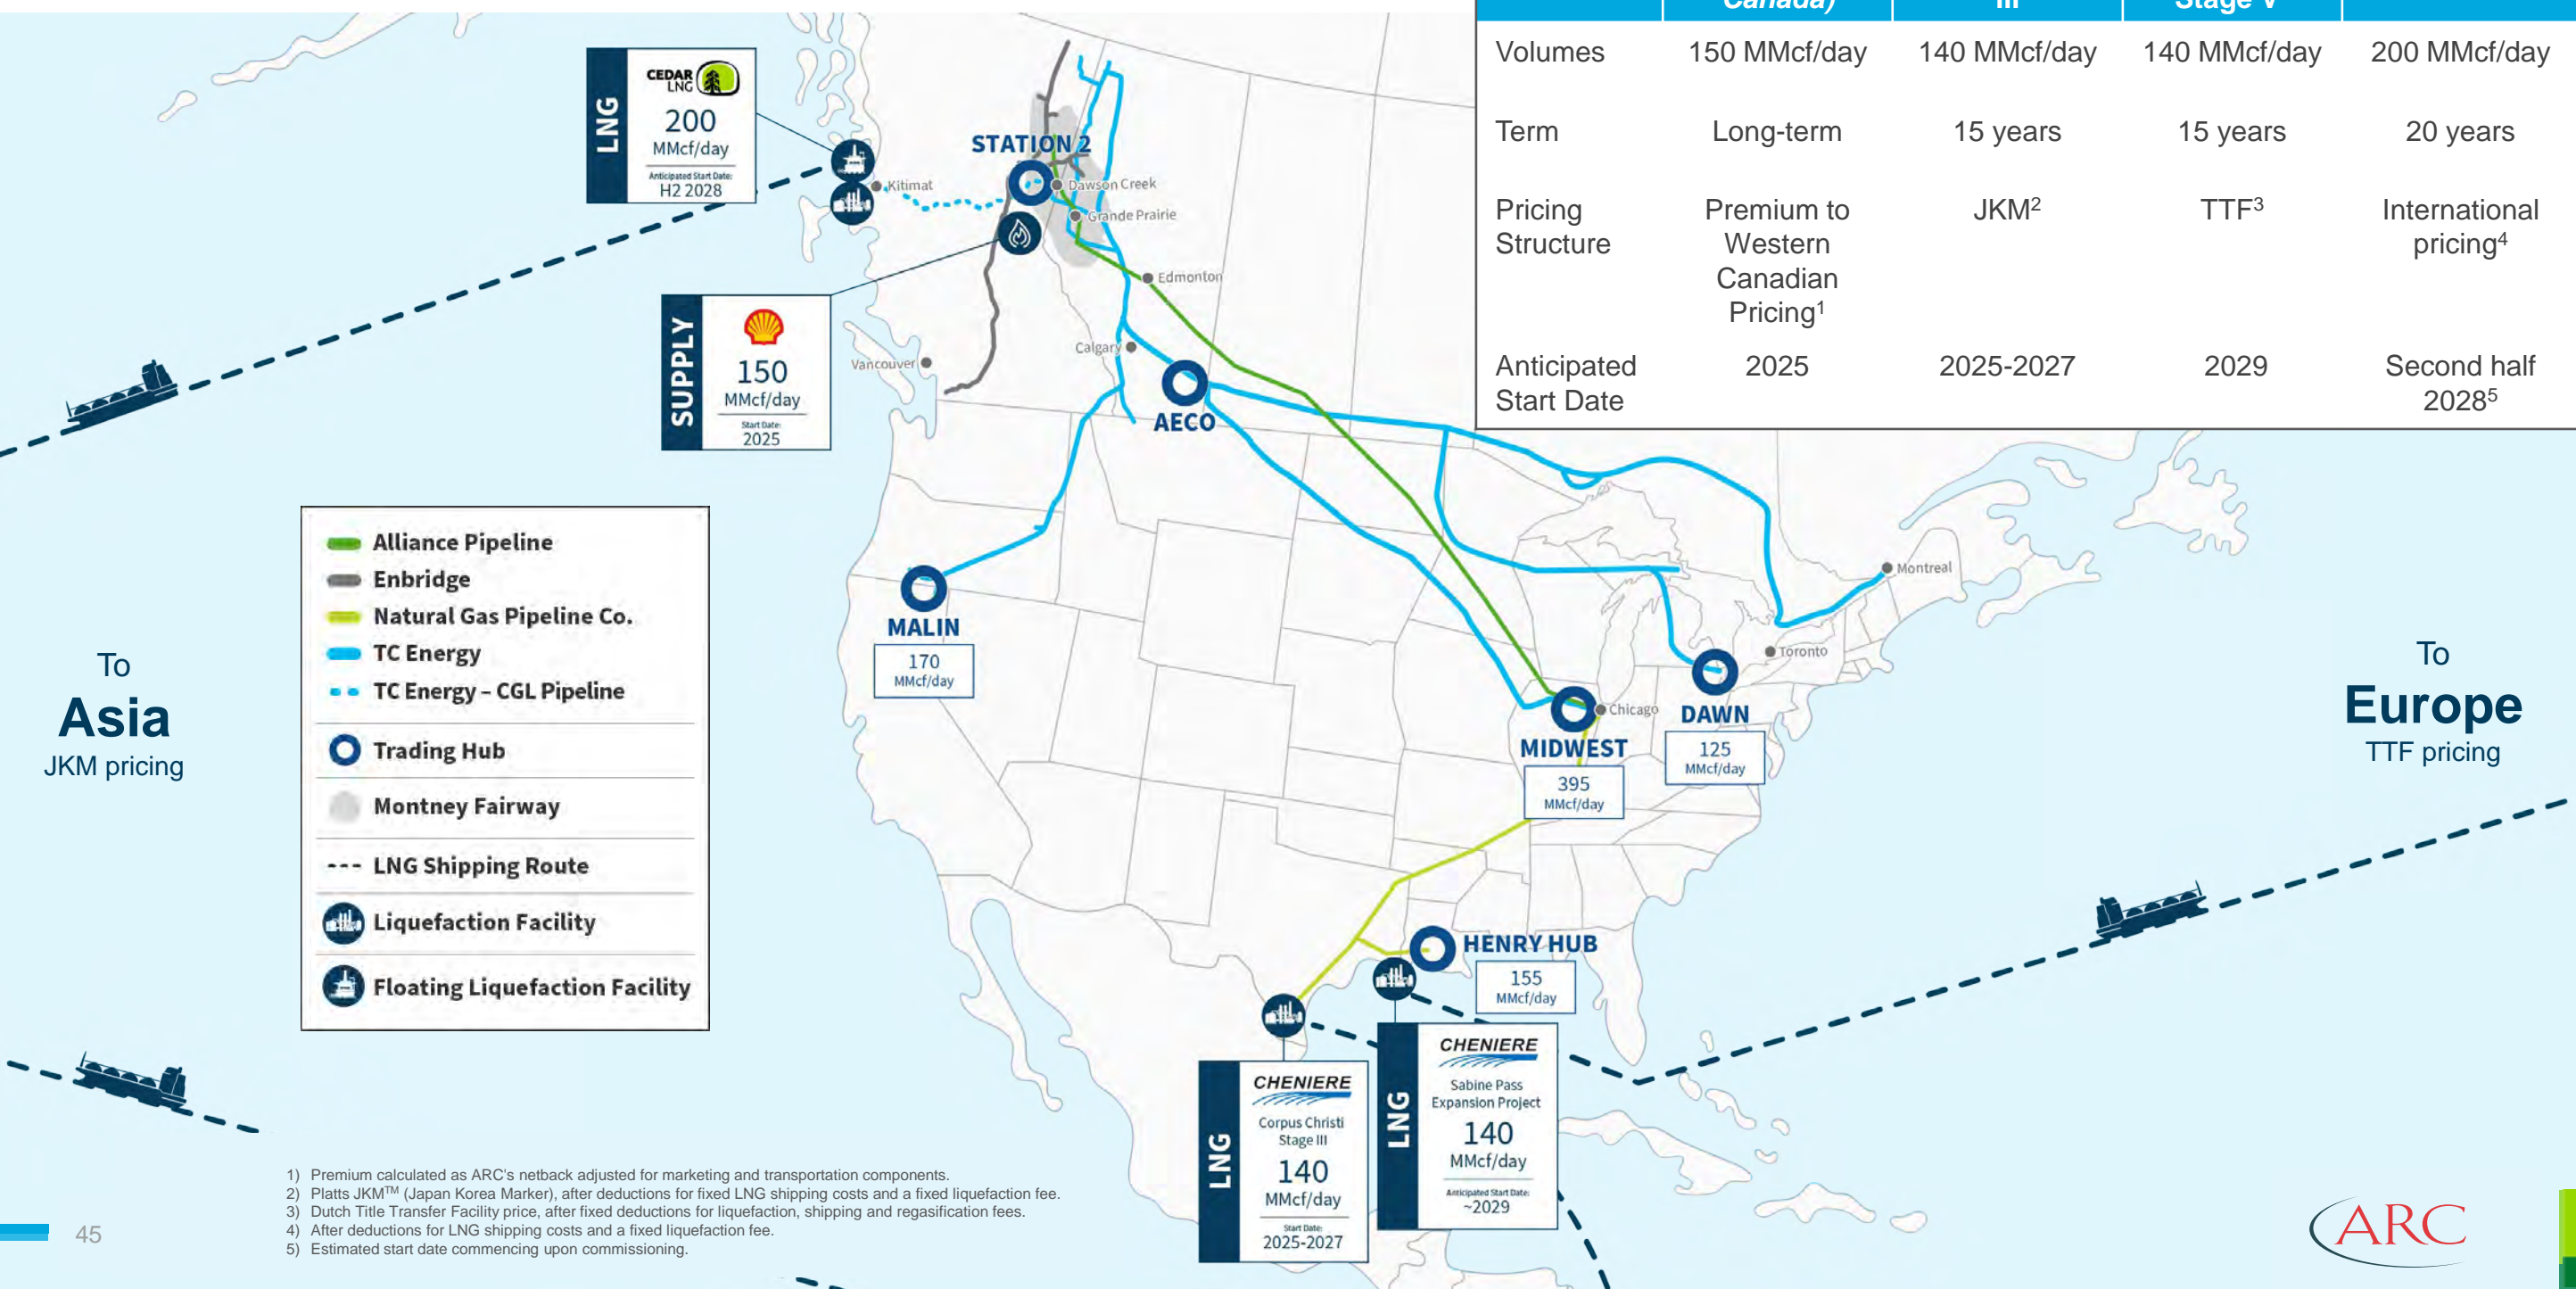 Canada)
III
Stage V
Volumes
150 MMcf/day
140 MMcf/day
140 MMcf/day
200 MMcf/day
Term
Long-term
15 years
15 years
20 years
Pricing
Structure
Premium to
Western
Canadian
Pricing¹
JKM²
TTF³
International
pricing⁴
Anticipated
Start Date
2025
2025-2027
2029
Second half
2028⁵
LNG
CEDAR
LNG
200
MMcf/day
Anticipated Start Date:
H2 2028
STATION 2
Kitimat
Dawson Creek
Grande Prairie
Edmonton
SUPPLY
150
MMcf/day
Start Date:
2025
Vancouver
Calgary
AECO
Alliance Pipeline
Enbridge
Natural Gas Pipeline Co.
TC Energy
TC Energy – CGL Pipeline
Trading Hub
Montney Fairway
LNG Shipping Route
Liquefaction Facility
Floating Liquefaction Facility
To
Asia
JKM pricing
MALIN
170
MMcf/day
Montreal
Toronto
Chicago
DAWN
125
MMcf/day
MIDWEST
395
MMcf/day
To
Europe
TTF pricing
HENRY HUB
155
MMcf/day
LNG
CHENIERE
Corpus Christi
Stage III
140
MMcf/day
Start Date:
2025-2027
LNG
CHENIERE
Sabine Pass
Expansion Project
140
MMcf/day
Anticipated Start Date:
~2029
1) Premium calculated as ARC's netback adjusted for marketing and transportation components.
2) Platts JKM™ (Japan Korea Marker), after deductions for fixed LNG shipping costs and a fixed liquefaction fee.
3) Dutch Title Transfer Facility price, after fixed deductions for liquefaction, shipping and regasification fees.
4) After deductions for LNG shipping costs and a fixed liquefaction fee.
5) Estimated start date commencing upon commissioning.
45
ARC